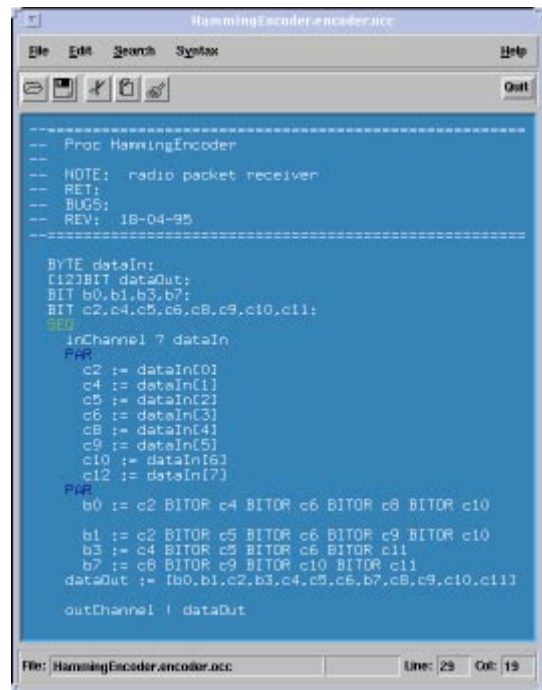 HammingEncoder.encoder.occ
File Edit Search Syntax Help
Quit
--==================================================
-- Proc HammingEncoder
--
-- NOTE: radio packet receiver
-- RET:
-- BUGS:
-- REV: 18-04-95
--==================================================
BYTE dataIn:
[12]BIT dataOut:
BIT b0,b1,b3,b7:
BIT c2,c4,c5,c6,c8,c9,c10,c11:
SEQ
inChannel ? dataIn
PAR
c2 := dataIn[0]
c4 := dataIn[1]
c5 := dataIn[2]
c6 := dataIn[3]
c8 := dataIn[4]
c9 := dataIn[5]
c10 := dataIn[6]
c12 := dataIn[7]
PAR
b0 := c2 BITOR c4 BITOR c6 BITOR c8 BITOR c10
b1 := c2 BITOR c5 BITOR c6 BITOR c9 BITOR c10
b3 := c4 BITOR c5 BITOR c6 BITOR c11
b7 := c8 BITOR c9 BITOR c10 BITOR c11
dataOut := [b0,b1,c2,b3,c4,c5,c6,b7,c8,c9,c10,c11]
outChannel ! dataOut
File: HammingEncoder.encoder.occ Line: 29 Col: 19